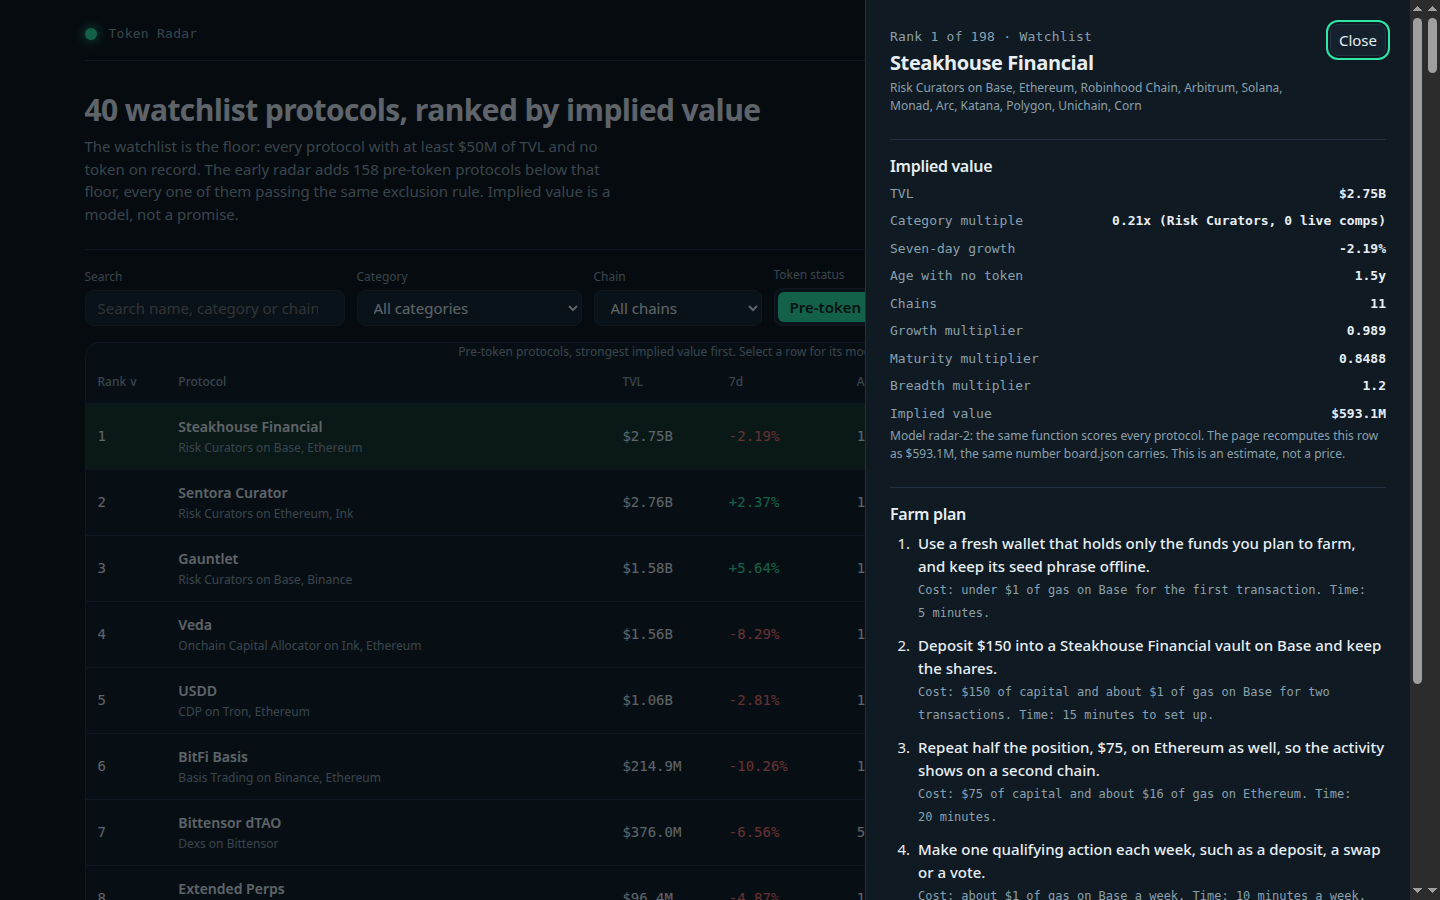 Token Radar
40 watchlist protocols, ranked by implied value
The watchlist is the floor: every protocol with at least $50M of TVL and no
token on record. The early radar adds 158 pre-token protocols below that
floor, every one of them passing the same exclusion rule. Implied value is a
model, not a promise.
Search
Category
Chain
Token status
Search name, category or chain
All categories
All chains
Pre-token
Pre-token protocols, strongest implied value first. Select a row for its
Rank v
Protocol
TVL
7d
1
Steakhouse Financial
Risk Curators on Base, Ethereum
$2.75B
-2.19%
2
Sentora Curator
Risk Curators on Ethereum, Ink
$2.76B
+2.37%
3
Gauntlet
Risk Curators on Base, Binance
$1.58B
+5.64%
4
Veda
Onchain Capital Allocator on Ink, Ethereum
$1.56B
-8.29%
5
USDD
CDP on Tron, Ethereum
$1.06B
-2.81%
6
BitFi Basis
Basis Trading on Binance, Ethereum
$214.9M
-10.26%
7
Bittensor dTAO
Dexs on Bittensor
$376.0M
-6.56%
8
Extended Perps
$96.4M
-4.87%
Rank 1 of 198 · Watchlist
Close
Steakhouse Financial
Risk Curators on Base, Ethereum, Robinhood Chain, Arbitrum, Solana,
Monad, Arc, Katana, Polygon, Unichain, Corn
Implied value
TVL $2.75B
Category multiple 0.21x (Risk Curators, 0 live comps)
Seven-day growth -2.19%
Age with no token 1.5y
Chains 11
Growth multiplier 0.989
Maturity multiplier 0.8488
Breadth multiplier 1.2
Implied value $593.1M
Model radar-2: the same function scores every protocol. The page recomputes this row
as $593.1M, the same number board.json carries. This is an estimate, not a price.
Farm plan
1. Use a fresh wallet that holds only the funds you plan to farm,
and keep its seed phrase offline.
Cost: under $1 of gas on Base for the first transaction. Time:
5 minutes.
2. Deposit $150 into a Steakhouse Financial vault on Base and keep
the shares.
Cost: $150 of capital and about $1 of gas on Base for two
transactions. Time: 15 minutes to set up.
3. Repeat half the position, $75, on Ethereum as well, so the activity
shows on a second chain.
Cost: $75 of capital and about $16 of gas on Ethereum. Time:
20 minutes.
4. Make one qualifying action each week, such as a deposit, a swap
or a vote.
Cost: about $1 of gas on Base a week. Time: 10 minutes a week.